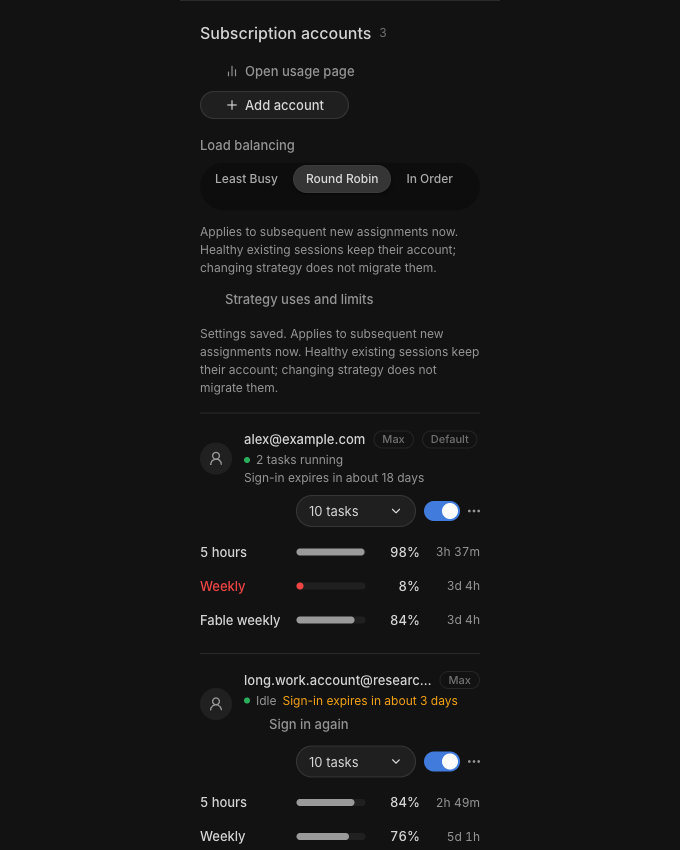 Subscription accounts 3
Open usage page
+ Add account
Load balancing
Least Busy Round Robin In Order
Applies to subsequent new assignments now.
Healthy existing sessions keep their account;
changing strategy does not migrate them.
Strategy uses and limits
Settings saved. Applies to subsequent new
assignments now. Healthy existing sessions keep
their account; changing strategy does not
migrate them.
alex@example.com Max Default
2 tasks running
Sign-in expires in about 18 days
10 tasks
5 hours 98% 3h 37m
Weekly 8% 3d 4h
Fable weekly 84% 3d 4h
long.work.account@researc... Max
Idle Sign-in expires in about 3 days
Sign in again
10 tasks
5 hours 84% 2h 49m
Weekly 76% 5d 1h